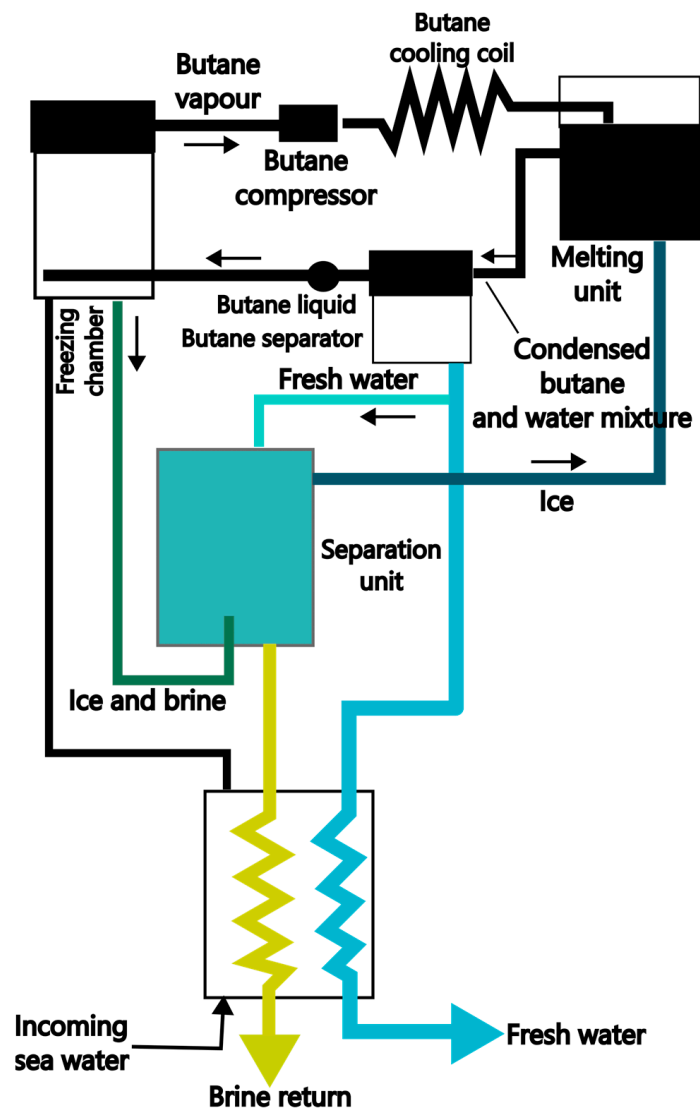 Butane
cooling coil
Butane
vapour
Butane
compressor
Melting
unit
Butane liquid
Butane separator
Freezing
chamber
Condensed
butane
and water mixture
Fresh water
Ice
Separation
unit
Ice and brine
Incoming
sea water
Fresh water
Brine return